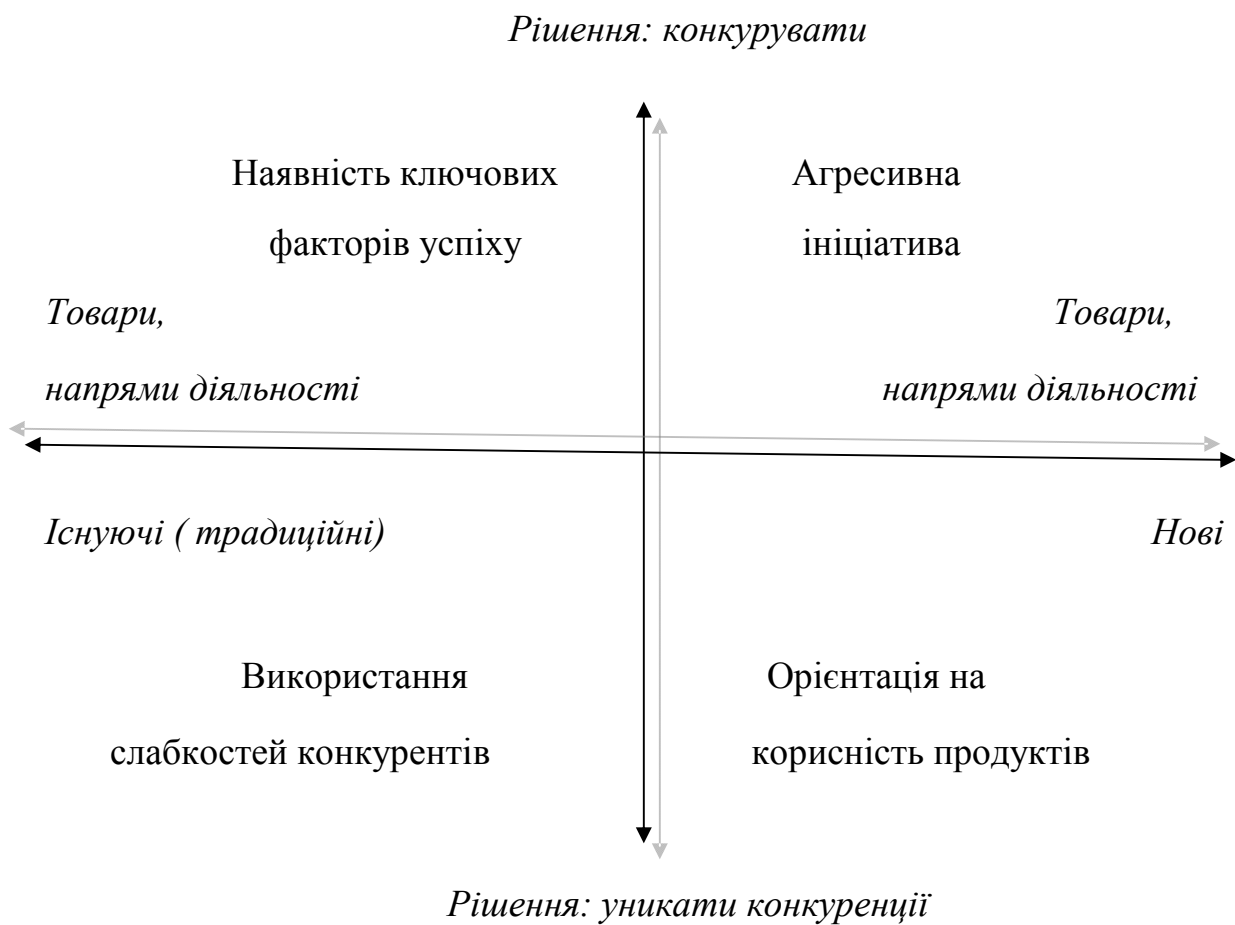 Рішення: конкурувати
Наявність ключових
факторів успіху
Агресивна
ініціатива
Товари,
напрями діяльності
Товари,
напрями діяльності
Існуючі ( традиційні)
Нові
Використання
слабкостей конкурентів
Орієнтація на
корисність продуктів
Рішення: уникати конкуренції